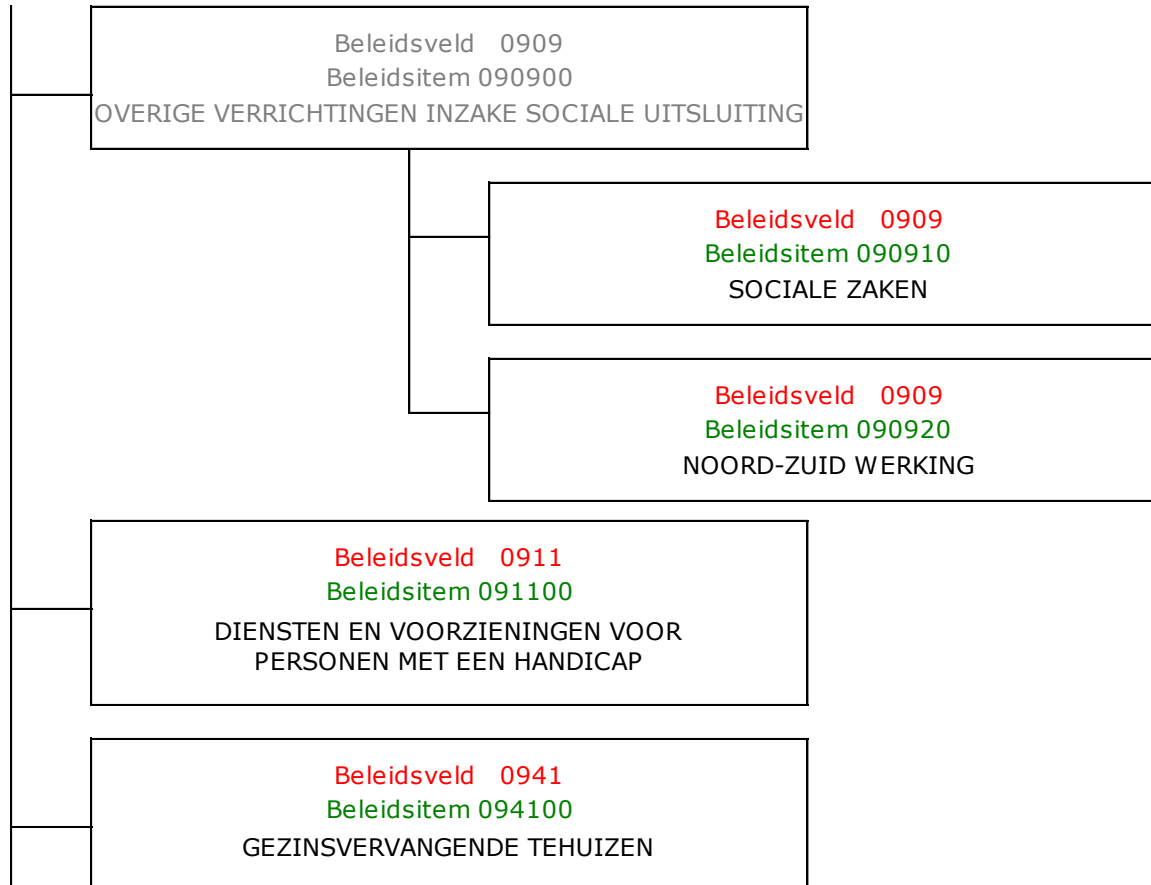 Beleidsveld 0909
Beleidsitem 090900
OVERIGE VERRICHTINGEN INZAKE SOCIALE UITSLUITING
Beleidsveld 0909
Beleidsitem 090910
SOCIALE ZAKEN
Beleidsveld 0909
Beleidsitem 090920
NOORD-ZUID WERKING
Beleidsveld 0911
Beleidsitem 091100
DIENSTEN EN VOORZIENINGEN VOOR
PERSONEN MET EEN HANDICAP
Beleidsveld 0941
Beleidsitem 094100
GEZINSVERVANGENDE TEHUIZEN